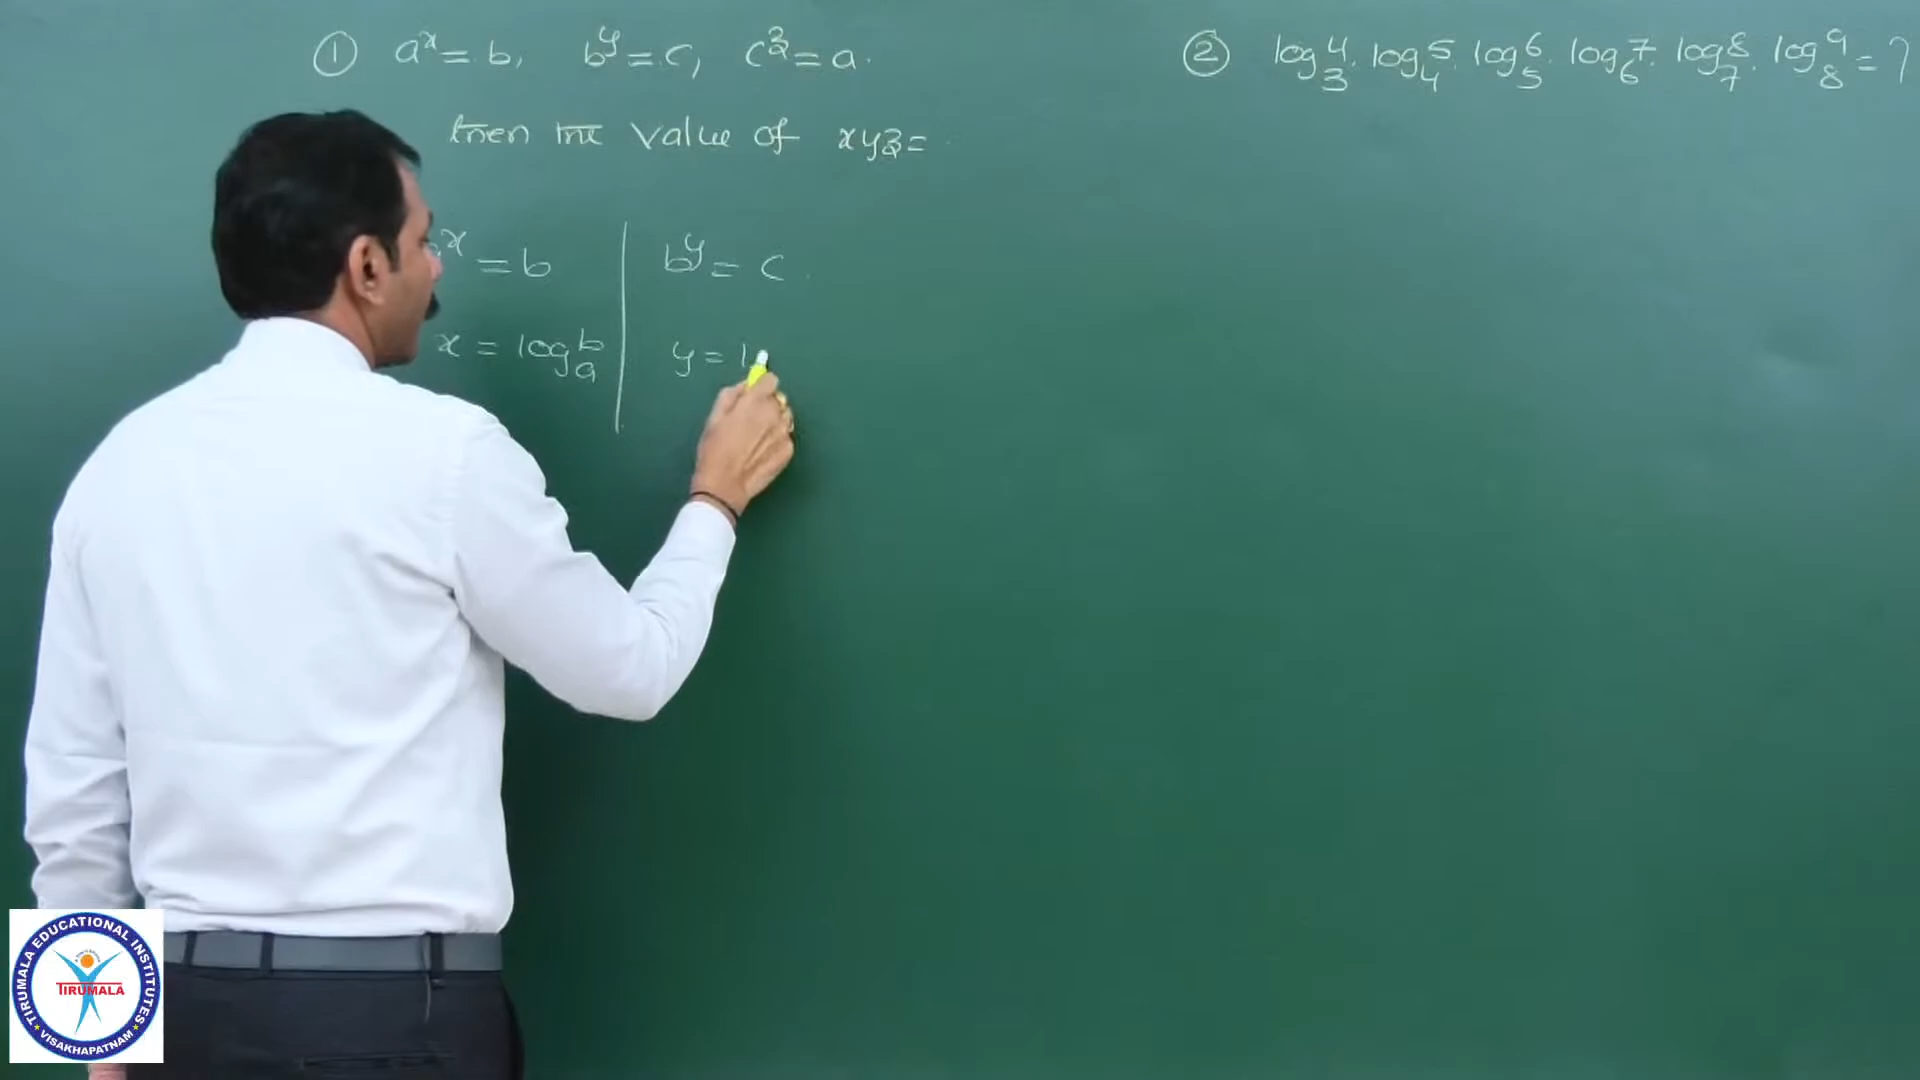 ① a^x = b, b^y = c, c^z = a.
then the value of xyz =
② log_3 4 . log_4 5 . log_5 6 . log_6 7 . log_7 8 . log_8 9 = ?
x = b
x = log_a b
b^y = c
y = l
TIRUMALA EDUCATIONAL INSTITUTES
TIRUMALA
★ VISAKHAPATNAM ★